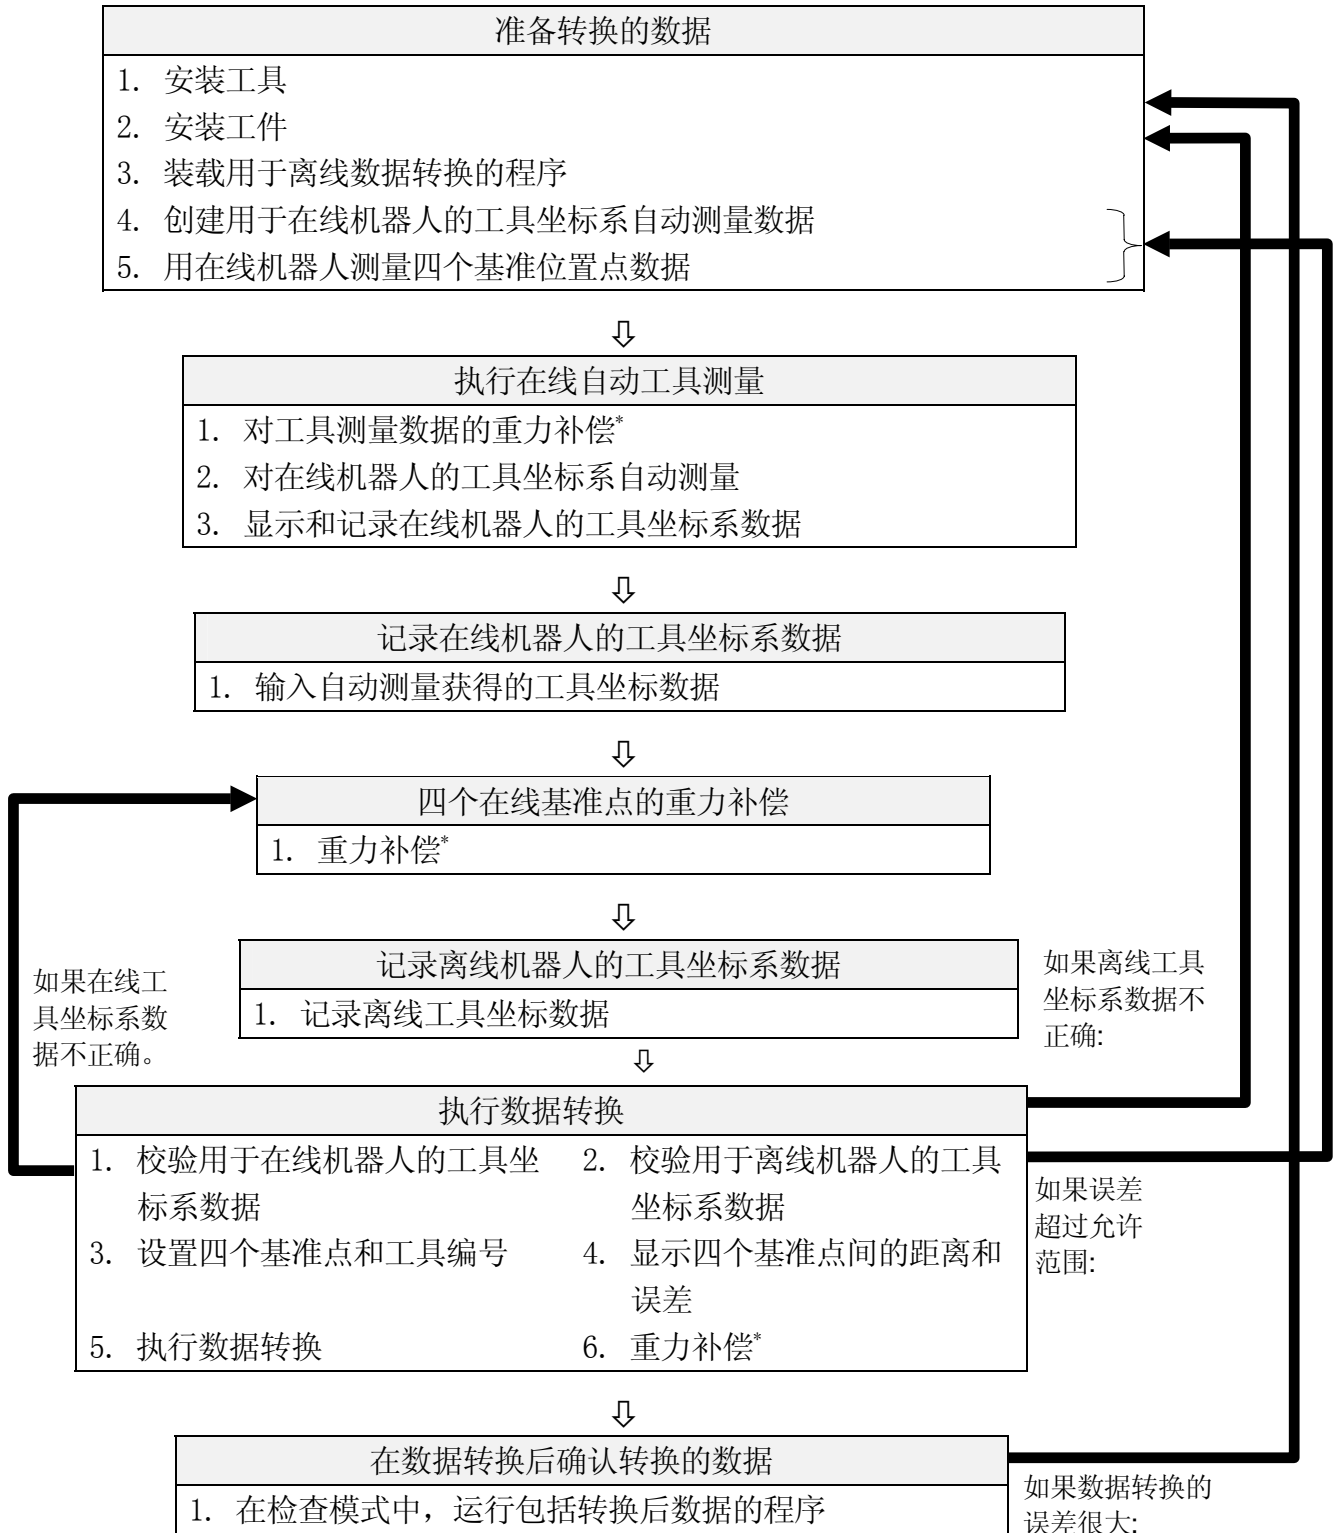 准备转换的数据
1. 安装工具
2. 安装工件
3. 装载用于离线数据转换的程序
4. 创建用于在线机器人的工具坐标系自动测量数据
5. 用在线机器人测量四个基准位置点数据
执行在线自动工具测量
1. 对工具测量数据的重力补偿*
2. 对在线机器人的工具坐标系自动测量
3. 显示和记录在线机器人的工具坐标系数据
记录在线机器人的工具坐标系数据
1. 输入自动测量获得的工具坐标数据
四个在线基准点的重力补偿
1. 重力补偿*
记录离线机器人的工具坐标系数据
1. 记录离线工具坐标数据
如果在线工
具坐标系数
据不正确。
如果离线工具
坐标系数据不
正确:
执行数据转换
1. 校验用于在线机器人的工具坐
标系数据
2. 校验用于离线机器人的工具
坐标系数据
3. 设置四个基准点和工具编号
4. 显示四个基准点间的距离和
误差
5. 执行数据转换
6. 重力补偿*
如果误差
超过允许
范围:
在数据转换后确认转换的数据
1. 在检查模式中，运行包括转换后数据的程序
如果数据转换的
误差很大: